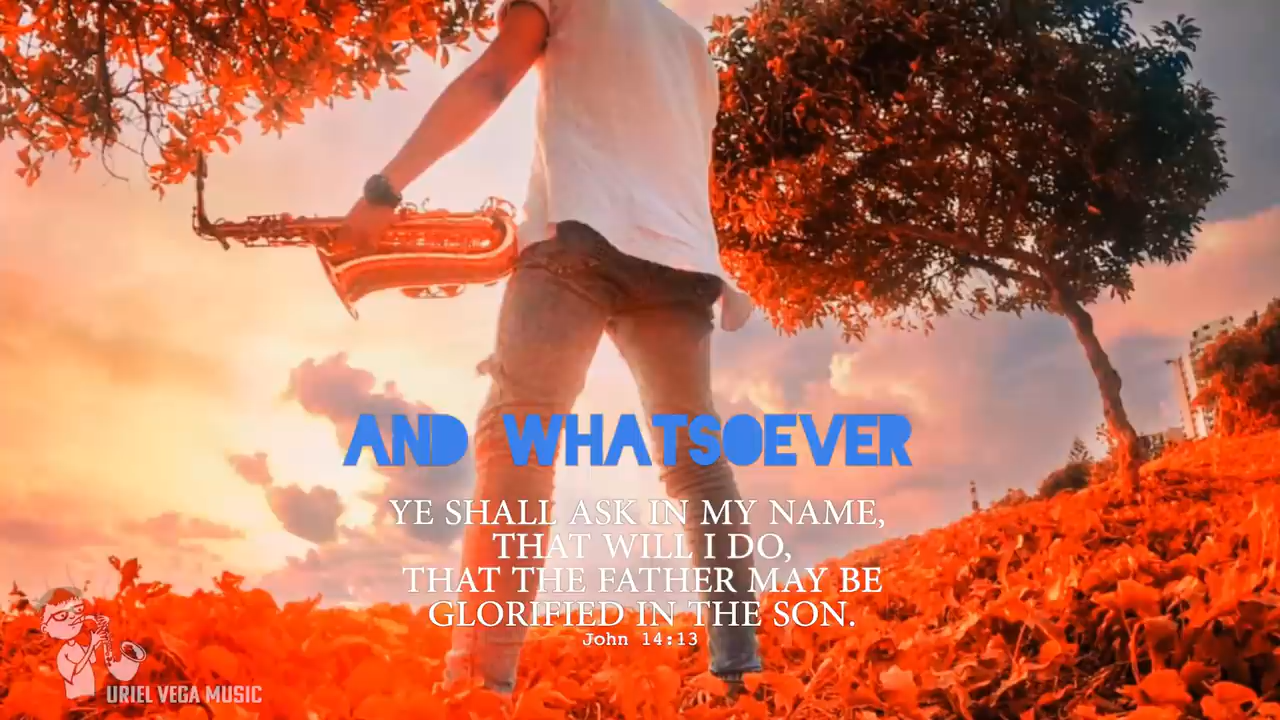 AND WHATSOEVER
YE SHALL ASK IN MY NAME,
THAT WILL I DO,
THAT THE FATHER MAY BE
GLORIFIED IN THE SON.
John 14:13
URIEL VEGA MUSIC